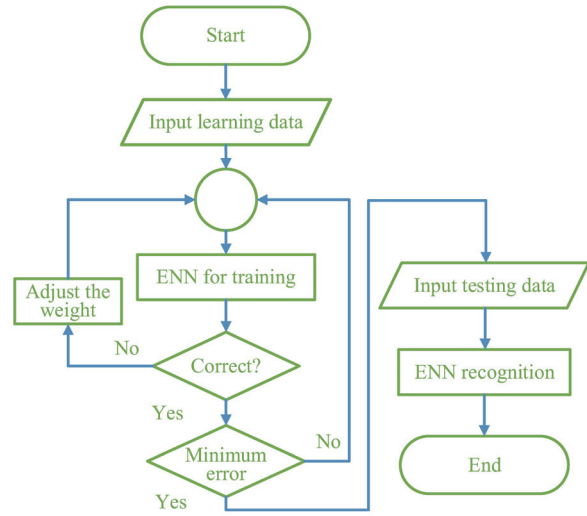 Start
Input learning data
ENN for training
Adjust the
weight
No
Correct?
Yes
Minimum
error
No
Yes
Input testing data
ENN recognition
End